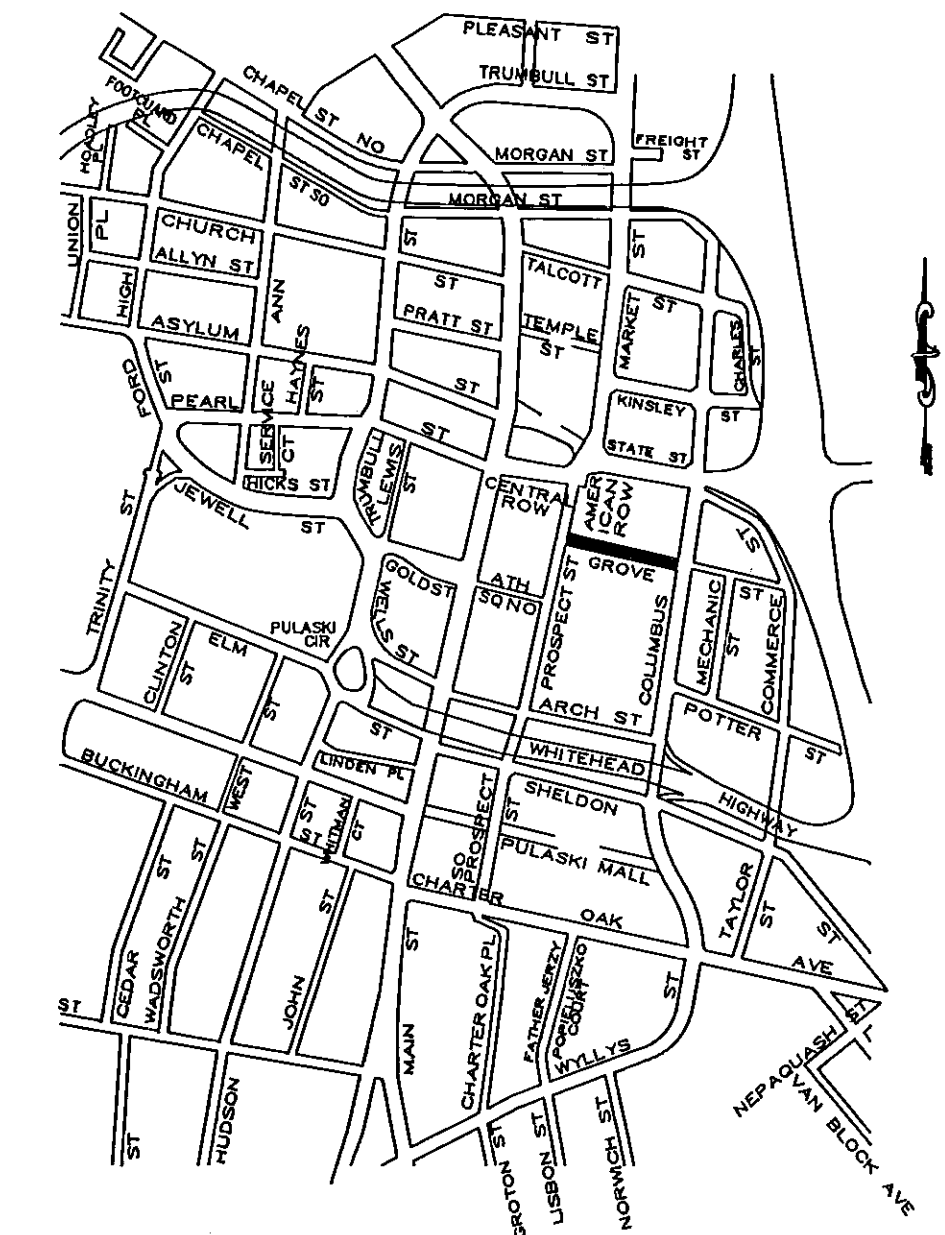 PLEASANT ST
TRUMBULL ST
CHAPEL ST NO
FOOTGUARD PL
HOADLEY PL
CHAPEL ST SO
FREIGHT ST
MORGAN ST
MORGAN ST
UNION PL
CHURCH ST
ALLYN ST
HIGH ST
ANN
ASYLUM ST
PRATT ST
TALCOTT ST
TEMPLE ST
MARKET ST
CHARLES ST
FORD ST
PEARL ST
SERVICE CT
HAYNES ST
KINSLEY ST
STATE ST
HICKS ST
TRUMBULL
LEWIS ST
CENTRAL ROW
AMERICAN ROW
JEWELL ST
GOLD ST
ATH SQ NO
GROVE ST
PROSPECT ST
COLUMBUS
MECHANIC ST
COMMERCE
TRINITY ST
WELLS ST
PULASKI CIR
ELM ST
CLINTON ST
ARCH ST
POTTER ST
WHITEHEAD HIGHWAY
LINDEN PL
BUCKINGHAM ST
WEST ST
WHITMAN CT
SO PROSPECT ST
SHELDON ST
PULASKI MALL
CHARTER OAK AVE
TAYLOR ST
CEDAR ST
WADSWORTH ST
JOHN ST
MAIN ST
CHARTER OAK PL
FATHER JERZY
POPIELUSZKO
COURT
WYLLYS ST
NEPAQUASH ST
VAN BLOCK AVE
HUDSON
ST
GROTON ST
LISBON ST
NORWICH ST